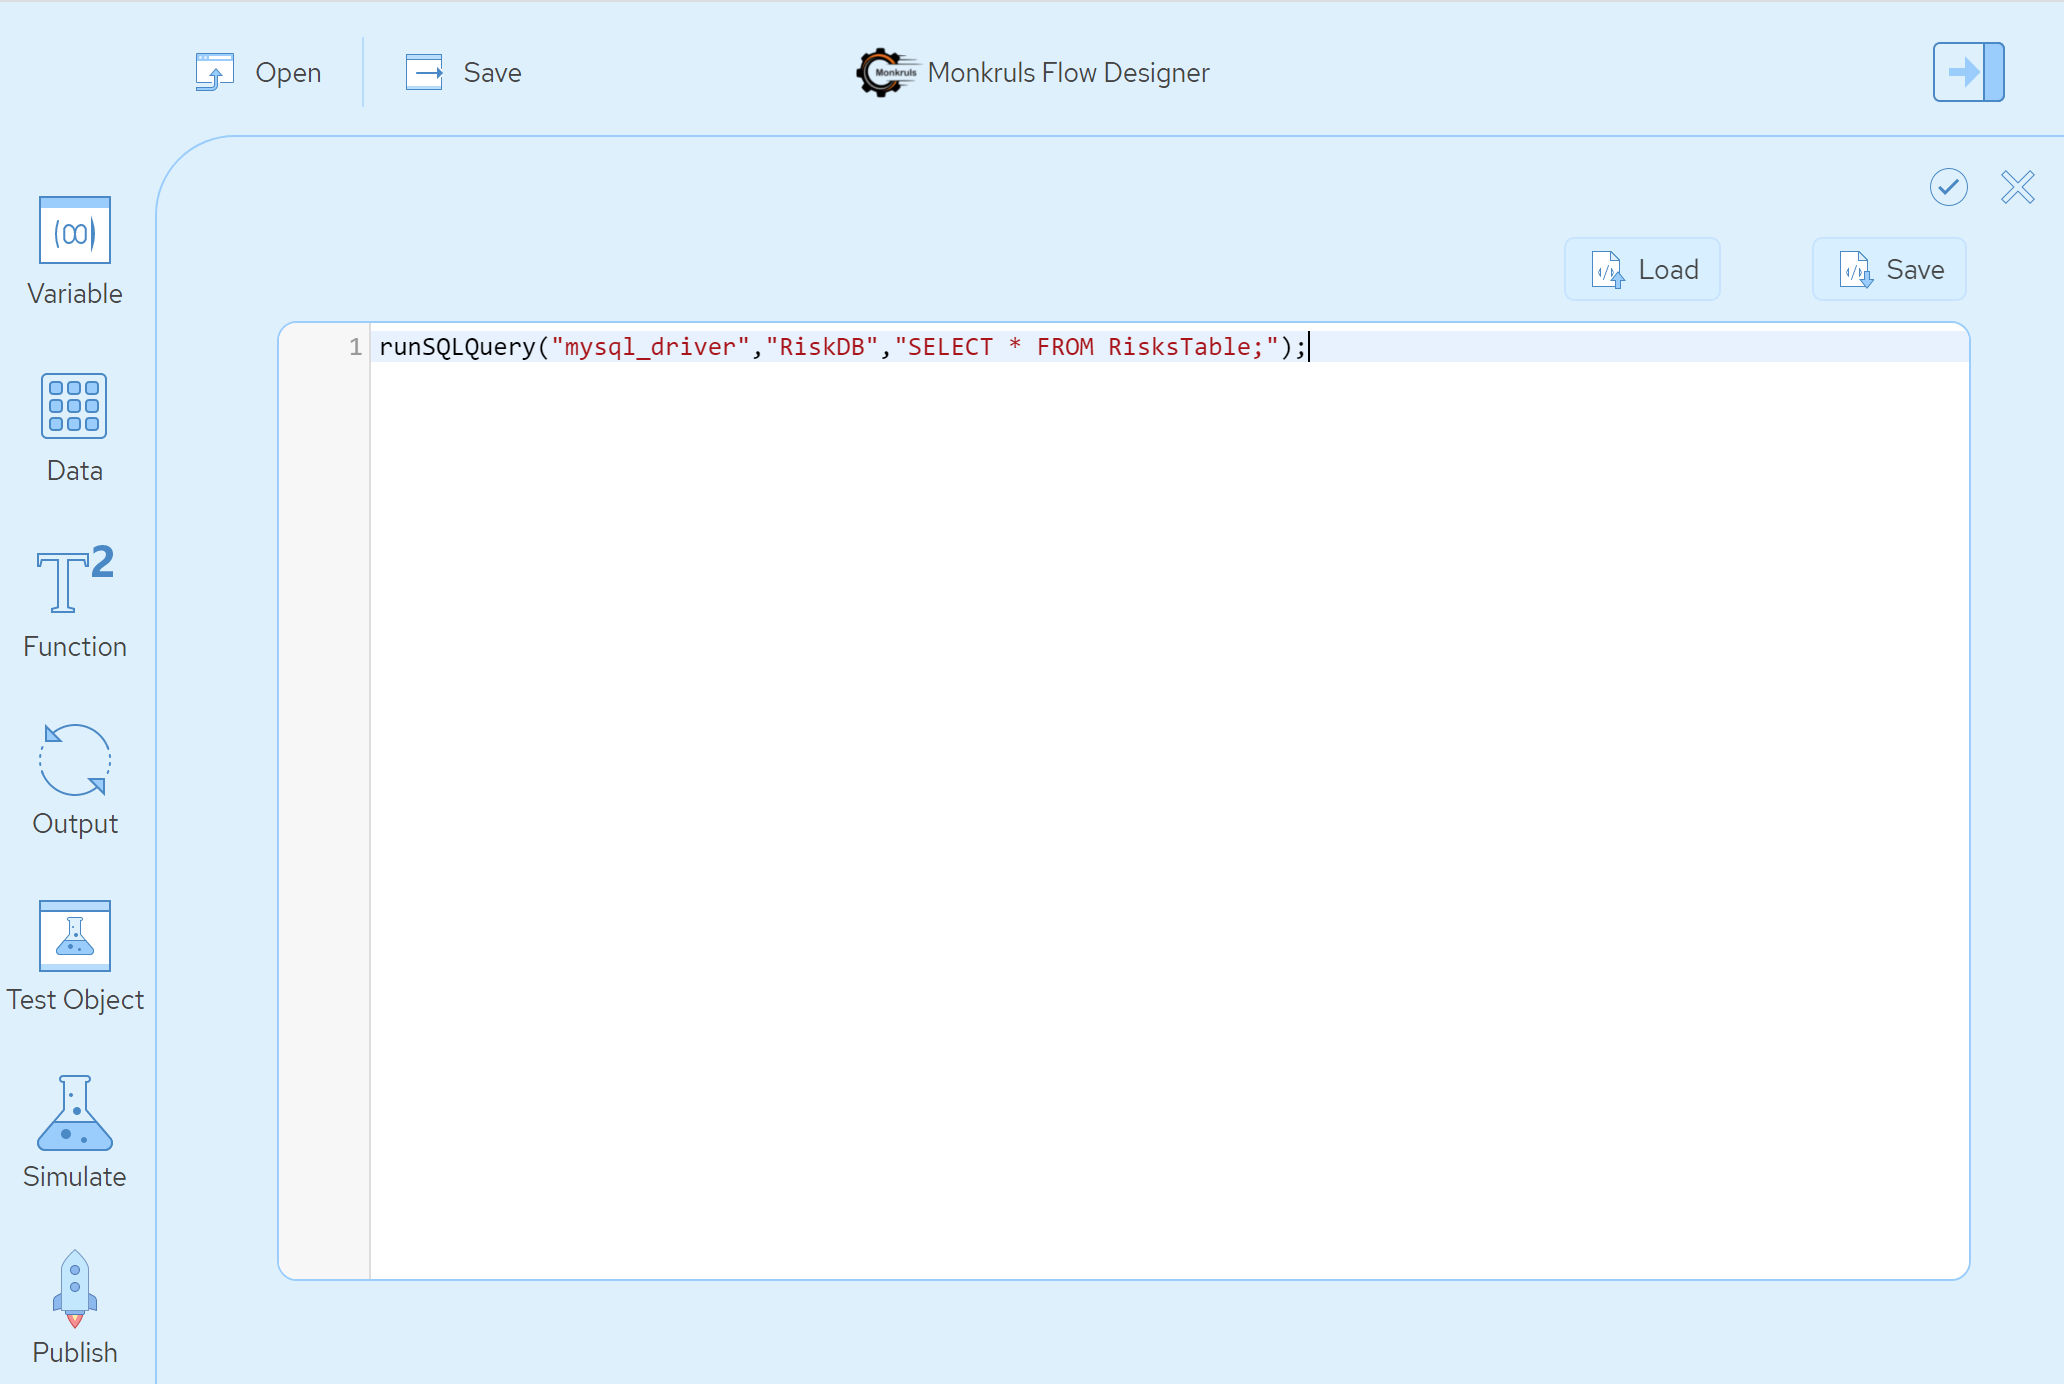 Open
Save
Monkruls
Monkruls Flow Designer
Variable
Data
T²
Function
Output
Test Object
Simulate
Publish
Load
Save
1
runSQLQuery("mysql_driver","RiskDB","SELECT * FROM RisksTable;");